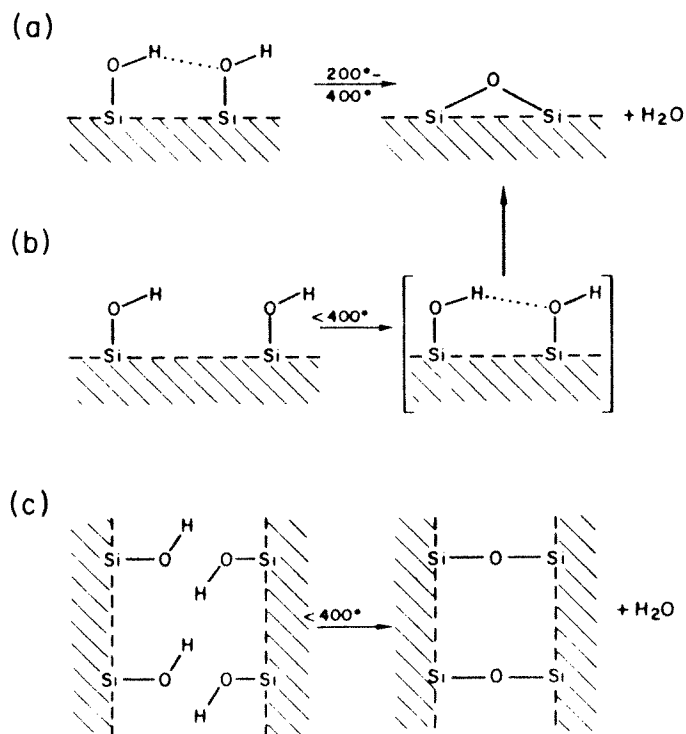 (a)
O H O H
200°-
400°
O
Si Si Si Si + H₂O
(b)
O H O H
<400°
O H O H
Si Si Si Si
(c)
H
Si O O Si Si O Si
H
<400° + H₂O
H
Si O O Si Si O Si
H